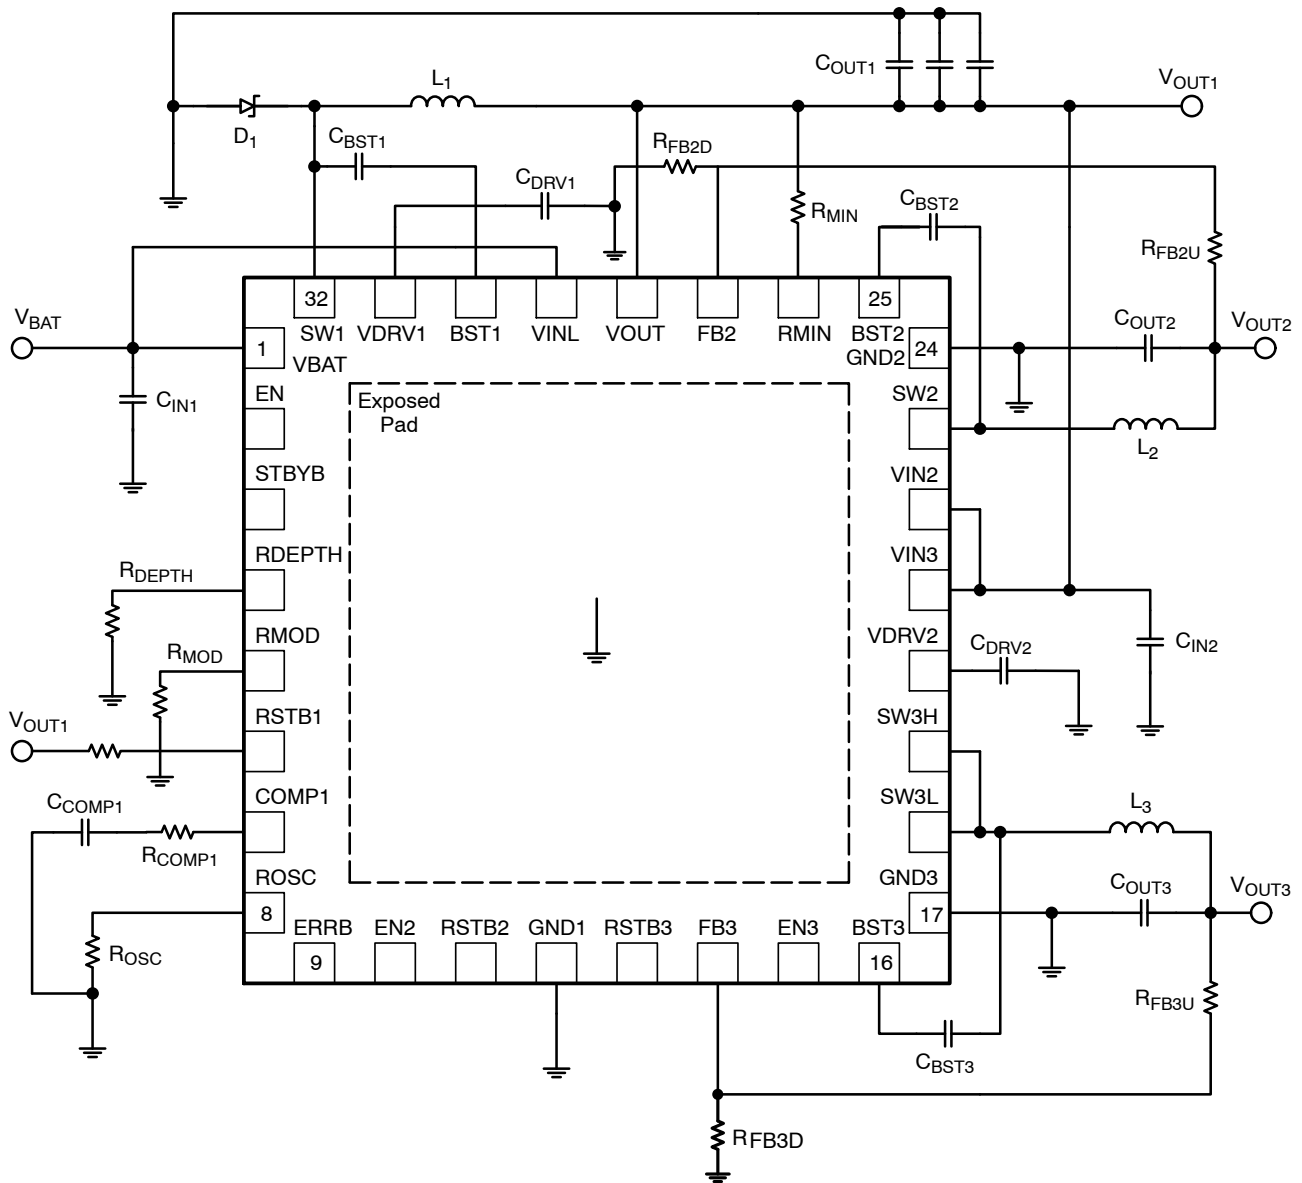 COUT1
VOUT1
L1
D1
CBST1
RFB2D
CDRV1
CBST2
RMIN
RFB2U
32
25
VBAT
SW1
VDRV1
BST1
VINL
VOUT
FB2
RMIN
BST2
COUT2
VOUT2
1
VBAT
GND2
24
CIN1
EN
Exposed
Pad
SW2
L2
STBYB
VIN2
RDEPTH
RDEPTH
VIN3
RMOD
RMOD
VDRV2
CDRV2
CIN2
VOUT1
RSTB1
SW3H
CCOMP1
COMP1
SW3L
L3
RCOMP1
ROSC
GND3
COUT3
VOUT3
8
17
ERRB
EN2
RSTB2
GND1
RSTB3
FB3
EN3
BST3
ROSC
9
16
RFB3U
CBST3
RFB3D